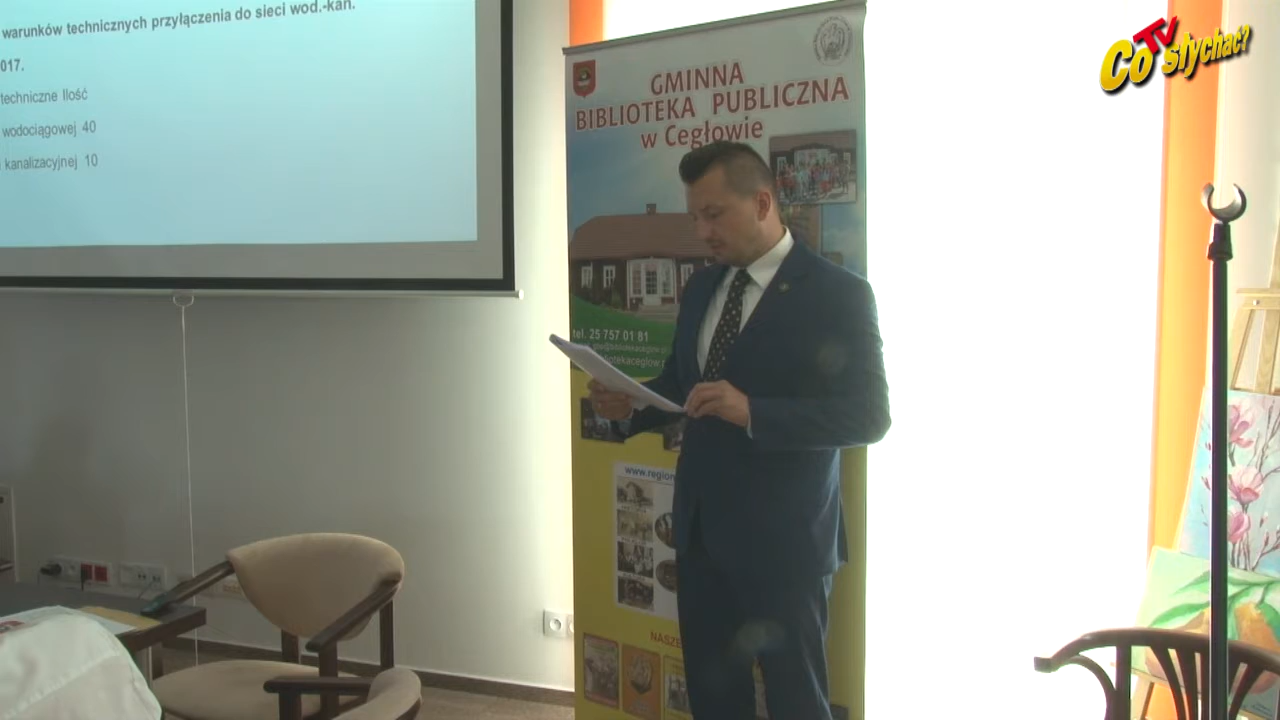 warunków technicznych przyłączenia do sieci wod.-kan.
017.
techniczne Ilość
wodociągowej 40
kanalizacyjnej 10
GMINNA
BIBLIOTEKA PUBLICZNA
w Cegłowie
tel. 25 757 01 81
www.region
NASZE
Co TV słychać?